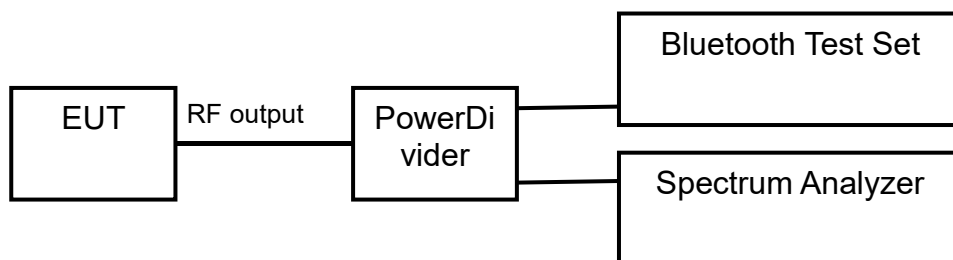 Bluetooth Test Set
EUT
RF output
PowerDi
vider
Spectrum Analyzer